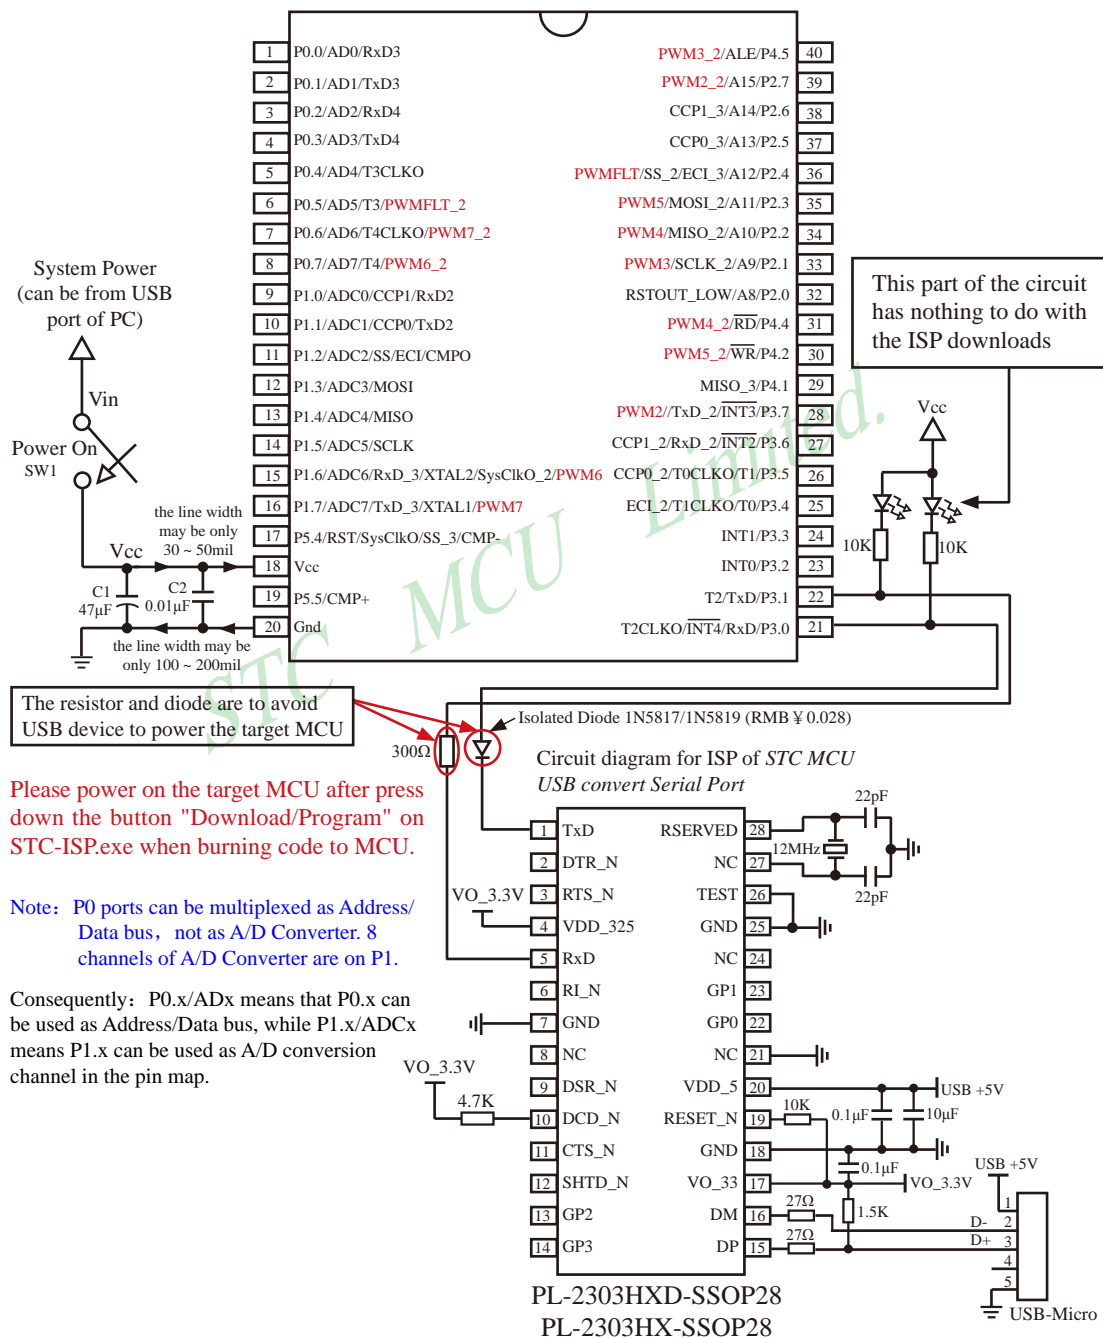 1 P0.0/AD0/RxD3
2 P0.1/AD1/TxD3
3 P0.2/AD2/RxD4
4 P0.3/AD3/TxD4
5 P0.4/AD4/T3CLKO
6 P0.5/AD5/T3/PWMFLT_2
7 P0.6/AD6/T4CLKO/PWM7_2
8 P0.7/AD7/T4/PWM6_2
9 P1.0/ADC0/CCP1/RxD2
10 P1.1/ADC1/CCP0/TxD2
11 P1.2/ADC2/SS/ECI/CMPO
12 P1.3/ADC3/MOSI
13 P1.4/ADC4/MISO
14 P1.5/ADC5/SCLK
15 P1.6/ADC6/RxD_3/XTAL2/SysClkO_2/PWM6
16 P1.7/ADC7/TxD_3/XTAL1/PWM7
17 P5.4/RST/SysClkO/SS_3/CMP-
18 Vcc
19 P5.5/CMP+
20 Gnd
PWM3_2/ALE/P4.5 40
PWM2_2/A15/P2.7 39
CCP1_3/A14/P2.6 38
CCP0_3/A13/P2.5 37
PWMFLT/SS_2/ECI_3/A12/P2.4 36
PWM5/MOSI_2/A11/P2.3 35
PWM4/MISO_2/A10/P2.2 34
PWM3/SCLK_2/A9/P2.1 33
RSTOUT_LOW/A8/P2.0 32
PWM4_2/RD/P4.4 31
PWM5_2/WR/P4.2 30
MISO_3/P4.1 29
PWM2//TxD_2/INT3/P3.7 28
CCP1_2/RxD_2/INT2/P3.6 27
CCP0_2/T0CLKO/T1/P3.5 26
ECI_2/T1CLKO/T0/P3.4 25
INT1/P3.3 24
INT0/P3.2 23
T2/TxD/P3.1 22
T2CLKO/INT4/RxD/P3.0 21
System Power
(can be from USB
port of PC)
Vin
Power On
SW1
the line width
may be only
30 ~ 50mil
Vcc
C1
47μF
C2
0.01μF
the line width may be
only 100 ~ 200mil
This part of the circuit
has nothing to do with
the ISP downloads
Vcc
10K
10K
STC MCU Limited.
The resistor and diode are to avoid
USB device to power the target MCU
300Ω
Isolated Diode 1N5817/1N5819 (RMB ¥ 0.028)
Circuit diagram for ISP of STC MCU
USB convert Serial Port
Please power on the target MCU after press
down the button "Download/Program" on
STC-ISP.exe when burning code to MCU.
Note: P0 ports can be multiplexed as Address/
Data bus, not as A/D Converter. 8
channels of A/D Converter are on P1.
Consequently: P0.x/ADx means that P0.x can
be used as Address/Data bus, while P1.x/ADCx
means P1.x can be used as A/D conversion
channel in the pin map.
VO_3.3V
VO_3.3V
4.7K
1 TxD
2 DTR_N
3 RTS_N
4 VDD_325
5 RxD
6 RI_N
7 GND
8 NC
9 DSR_N
10 DCD_N
11 CTS_N
12 SHTD_N
13 GP2
14 GP3
RSERVED 28
NC 27
TEST 26
GND 25
NC 24
GP1 23
GP0 22
NC 21
VDD_5 20
RESET_N 19
GND 18
VO_33 17
DM 16
DP 15
22pF
12MHz
22pF
USB +5V
10K
0.1μF
10μF
0.1μF
VO_3.3V
27Ω
1.5K
27Ω
USB +5V
1
D- 2
D+ 3
4
5
USB-Micro
PL-2303HXD-SSOP28
PL-2303HX-SSOP28